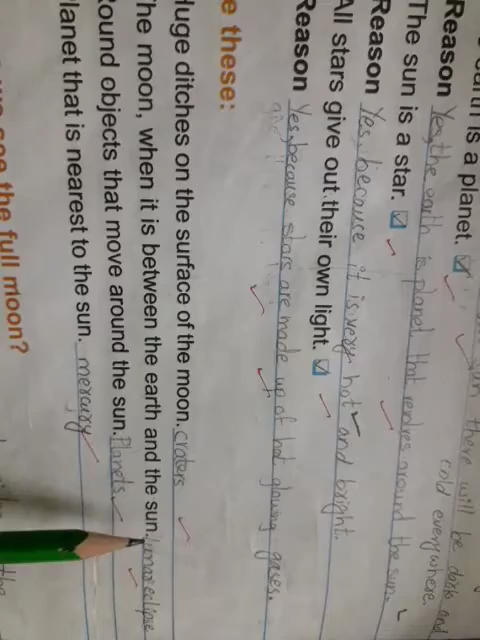 sun there will be dark and
cold everywhere.
earth is a planet. ☑
Reason Yes, the earth is planet that revolves around the sun.
The sun is a star. ☑
Reason Yes, because it is very hot and bright.
All stars give out their own light. ☑
Reason Yes, because stars are made up of hot glowing gases.
e these:
Huge ditches on the surface of the moon. craters
The moon, when it is between the earth and the sun. lunar eclipse
Round objects that move around the sun. Planets
Planet that is nearest to the sun. mercury
we see the full moon?
the